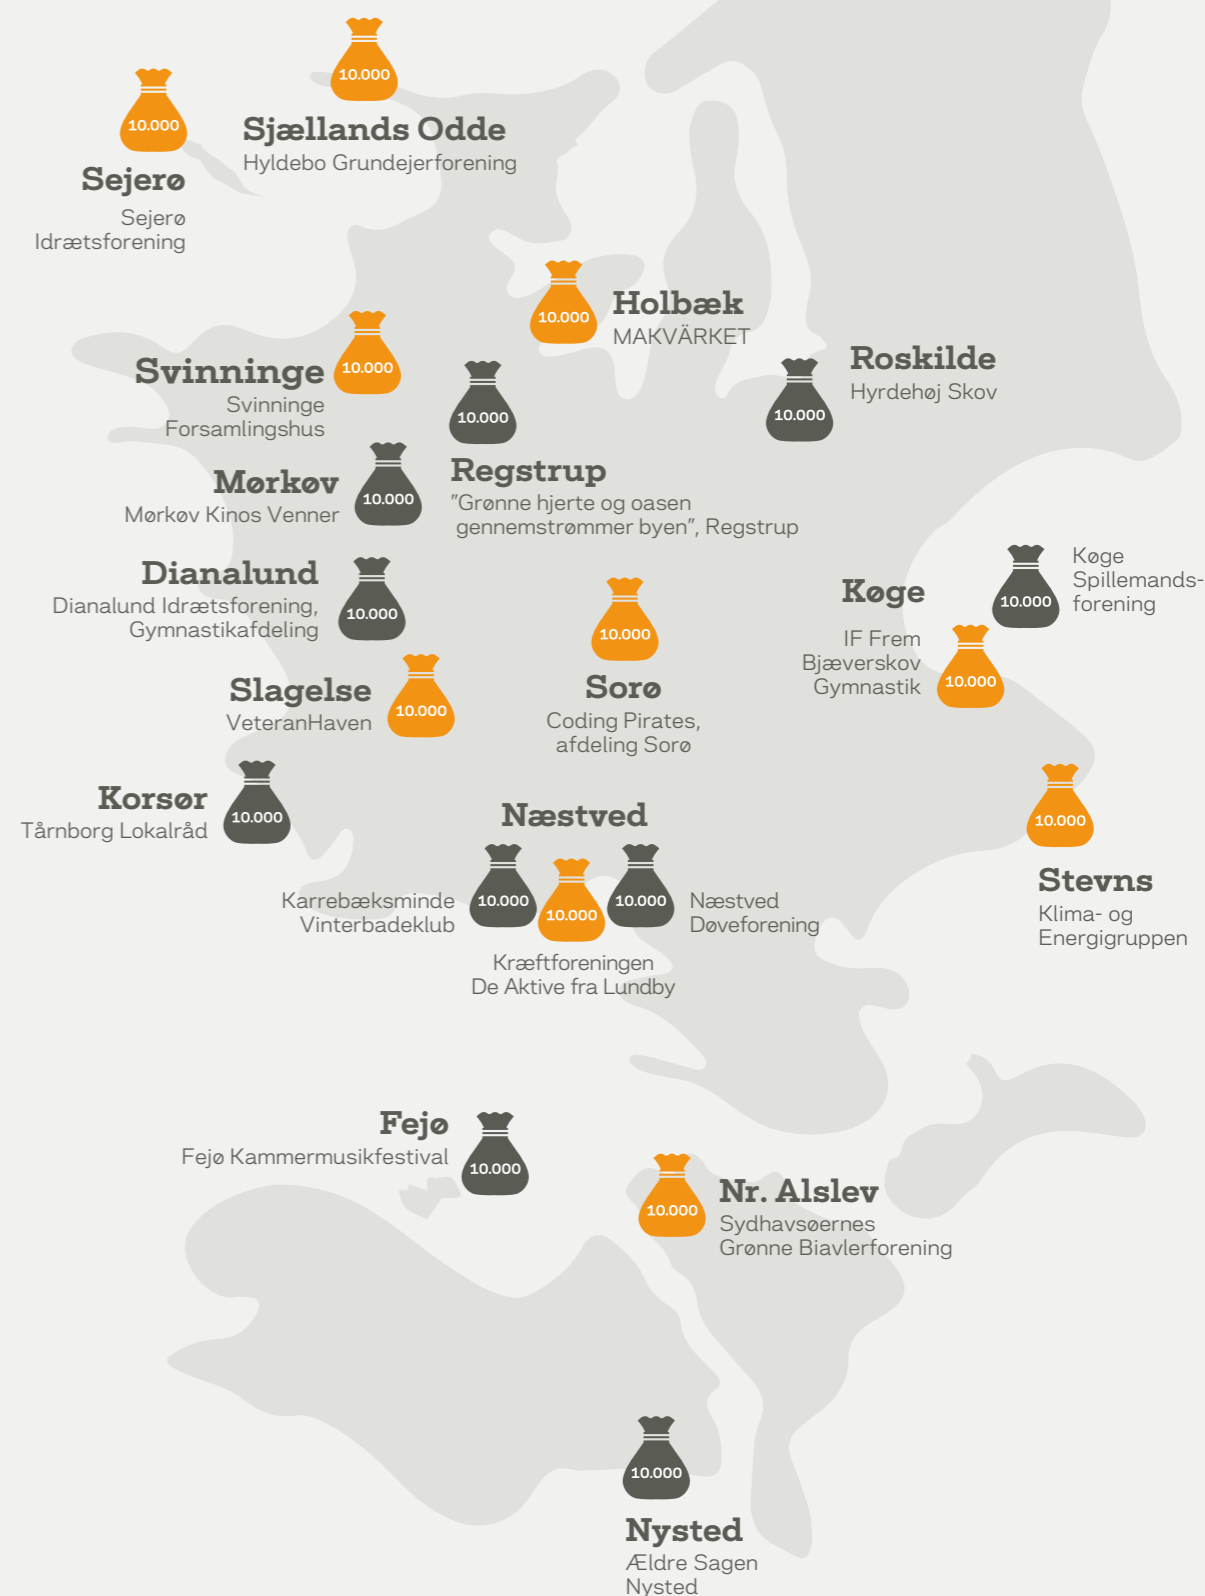 10.000
Sjællands Odde
Hyldebo Grundejerforening
10.000
Sejerø
Sejerø
Idrætsforening
10.000
Holbæk
MAKVÄRKET
10.000
Svinninge
Svinninge
Forsamlingshus
10.000
Roskilde
Hyrdehøj Skov
10.000
Regstrup
”Grønne hjerte og oasen
gennemstrømmer byen”, Regstrup
10.000
Mørkøv
Mørkøv Kinos Venner
10.000
Dianalund
Dianalund Idrætsforening,
Gymnastikafdeling
10.000
Køge
10.000
Køge
Spillemands-
forening
IF Frem
Bjæverskov
Gymnastik
10.000
10.000
Sorø
Coding Pirates,
afdeling Sorø
Slagelse
VeteranHaven
10.000
Korsør
Tårnborg Lokalråd
10.000
Næstved
Karrebæksminde
Vinterbadeklub
10.000
10.000
10.000
Næstved
Døveforening
Kræftforeningen
De Aktive fra Lundby
10.000
Stevns
Klima- og
Energigruppen
Fejø
Fejø Kammermusikfestival
10.000
10.000
Nr. Alslev
Sydhavsøernes
Grønne Biavlerforening
10.000
Nysted
Ældre Sagen
Nysted